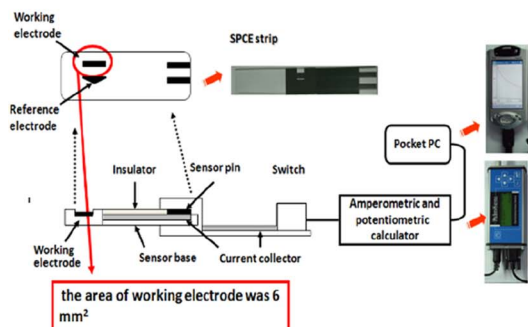 Working
electrode
SPCE strip
Reference
electrode
Pocket PC
Insulator
Sensor pin
Switch
Amperometric and
potentiometric
calculator
Working
electrode
Sensor base
Current collector
the area of working electrode was 6
mm²